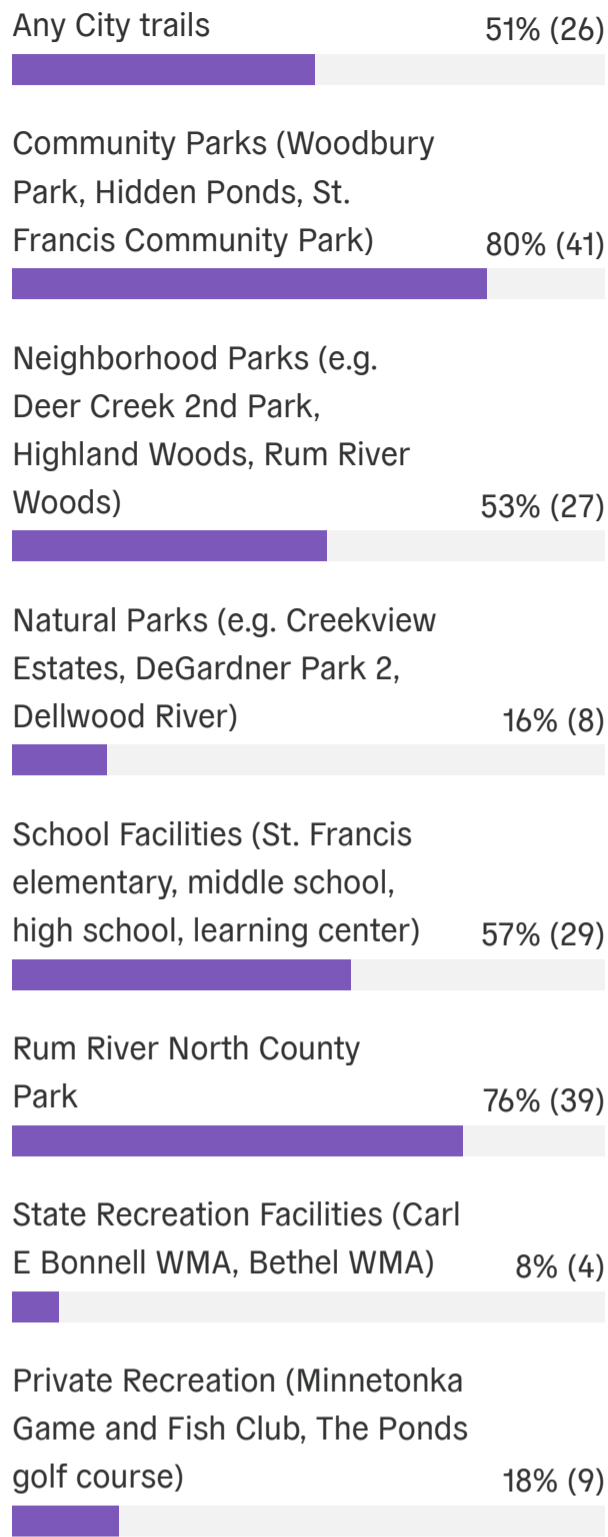 Any City trails 51% (26)
Community Parks (Woodbury
Park, Hidden Ponds, St.
Francis Community Park) 80% (41)
Neighborhood Parks (e.g.
Deer Creek 2nd Park,
Highland Woods, Rum River
Woods) 53% (27)
Natural Parks (e.g. Creekview
Estates, DeGardner Park 2,
Dellwood River) 16% (8)
School Facilities (St. Francis
elementary, middle school,
high school, learning center) 57% (29)
Rum River North County
Park 76% (39)
State Recreation Facilities (Carl
E Bonnell WMA, Bethel WMA) 8% (4)
Private Recreation (Minnetonka
Game and Fish Club, The Ponds
golf course) 18% (9)